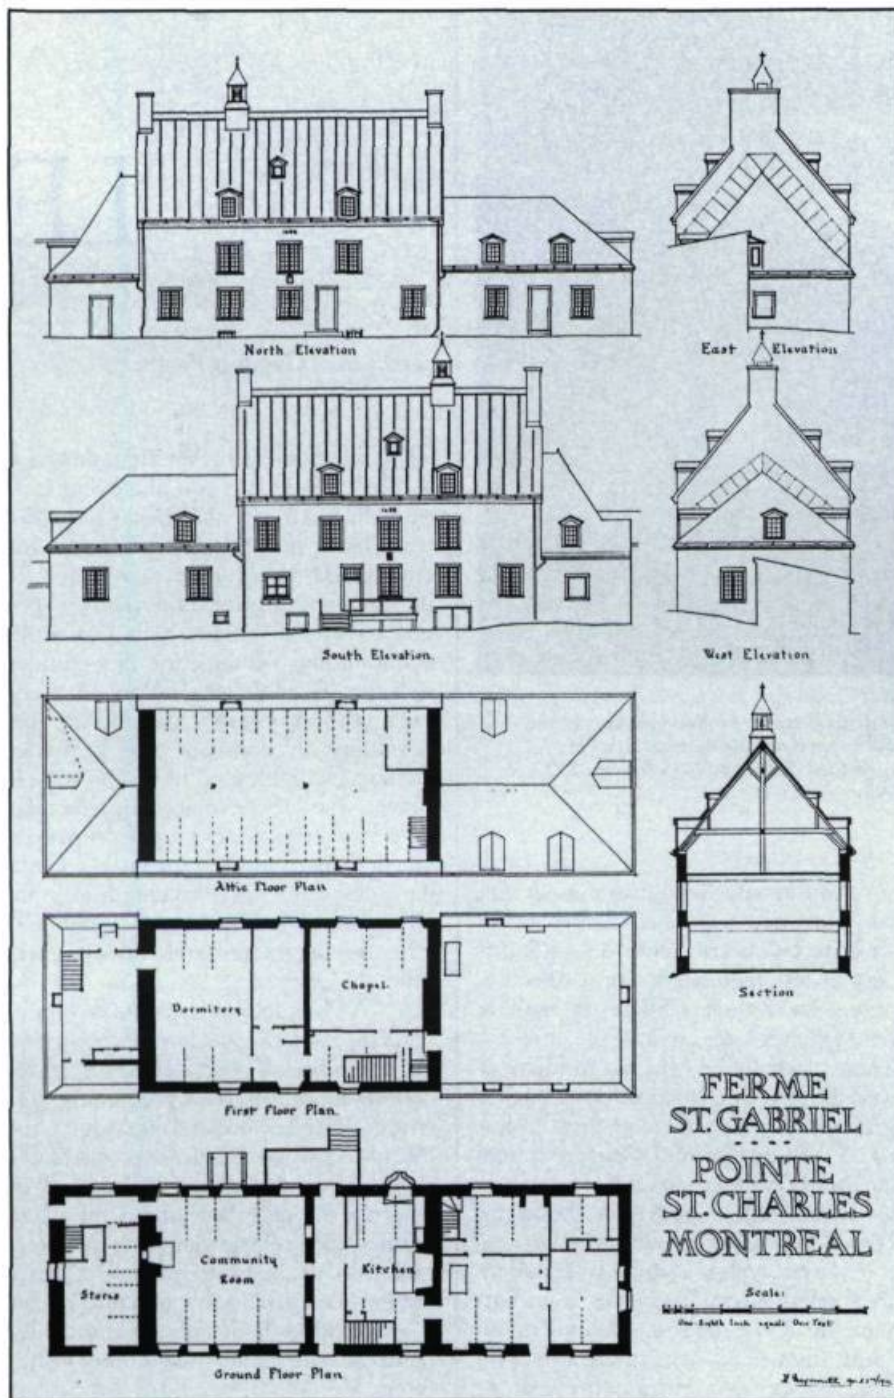 North Elevation
East Elevation
South Elevation.
West Elevation
Attic Floor Plan
Section
Dormitory
Chapel.
First Floor Plan.
FERME
ST. GABRIEL
POINTE
ST. CHARLES
MONTREAL
Stores
Community
Room
Kitchen
Scale:
One-Eighth Inch equals One Foot
Ground Floor Plan.